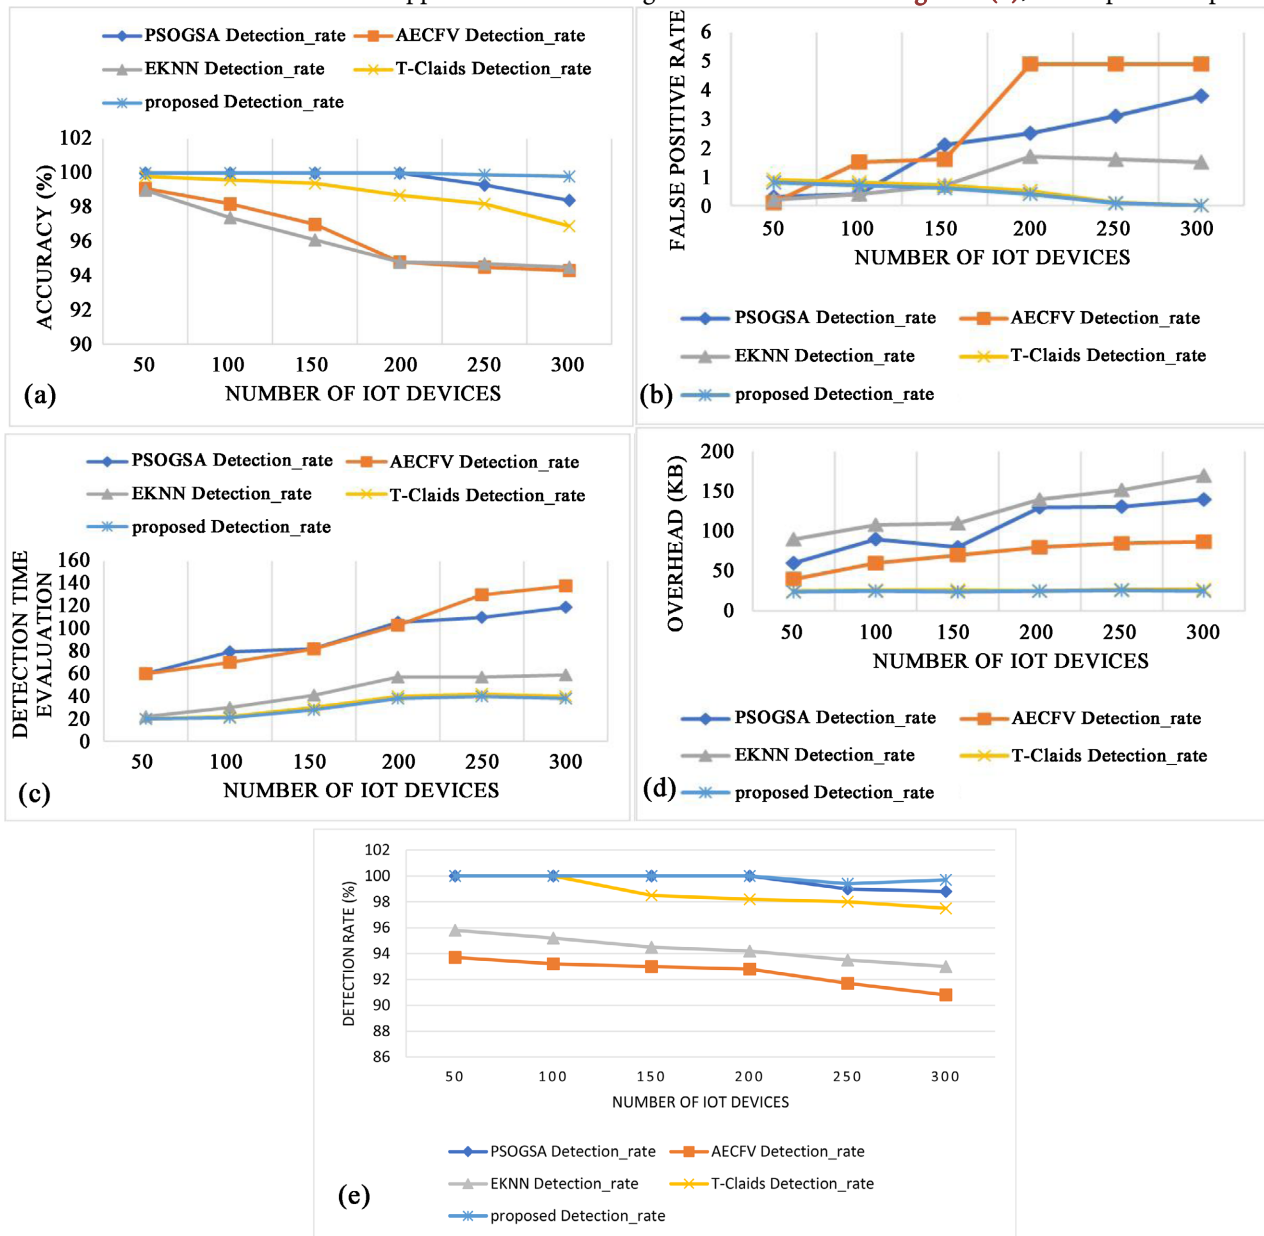 PSOGSA Detection_rate AECFV Detection_rate
EKNN Detection_rate T-Claids Detection_rate
proposed Detection_rate
102
100
98
96
94
92
90
ACCURACY (%)
50 100 150 200 250 300
NUMBER OF IOT DEVICES
(a)
6
5
4
3
2
1
0
FALSE POSITIVE RATE
50 100 150 200 250 300
NUMBER OF IOT DEVICES
PSOGSA Detection_rate AECFV Detection_rate
EKNN Detection_rate T-Claids Detection_rate
proposed Detection_rate
(b)
PSOGSA Detection_rate AECFV Detection_rate
EKNN Detection_rate T-Claids Detection_rate
proposed Detection_rate
160
140
120
100
80
60
40
20
0
DETECTION TIME
EVALUATION
50 100 150 200 250 300
NUMBER OF IOT DEVICES
(c)
200
150
100
50
0
OVERHEAD (KB)
50 100 150 200 250 300
NUMBER OF IOT DEVICES
PSOGSA Detection_rate AECFV Detection_rate
EKNN Detection_rate T-Claids Detection_rate
proposed Detection_rate
(d)
102
100
98
96
94
92
90
88
86
DETECTION RATE (%)
50 100 150 200 250 300
NUMBER OF IOT DEVICES
PSOGSA Detection_rate AECFV Detection_rate
EKNN Detection_rate T-Claids Detection_rate
proposed Detection_rate
(e)